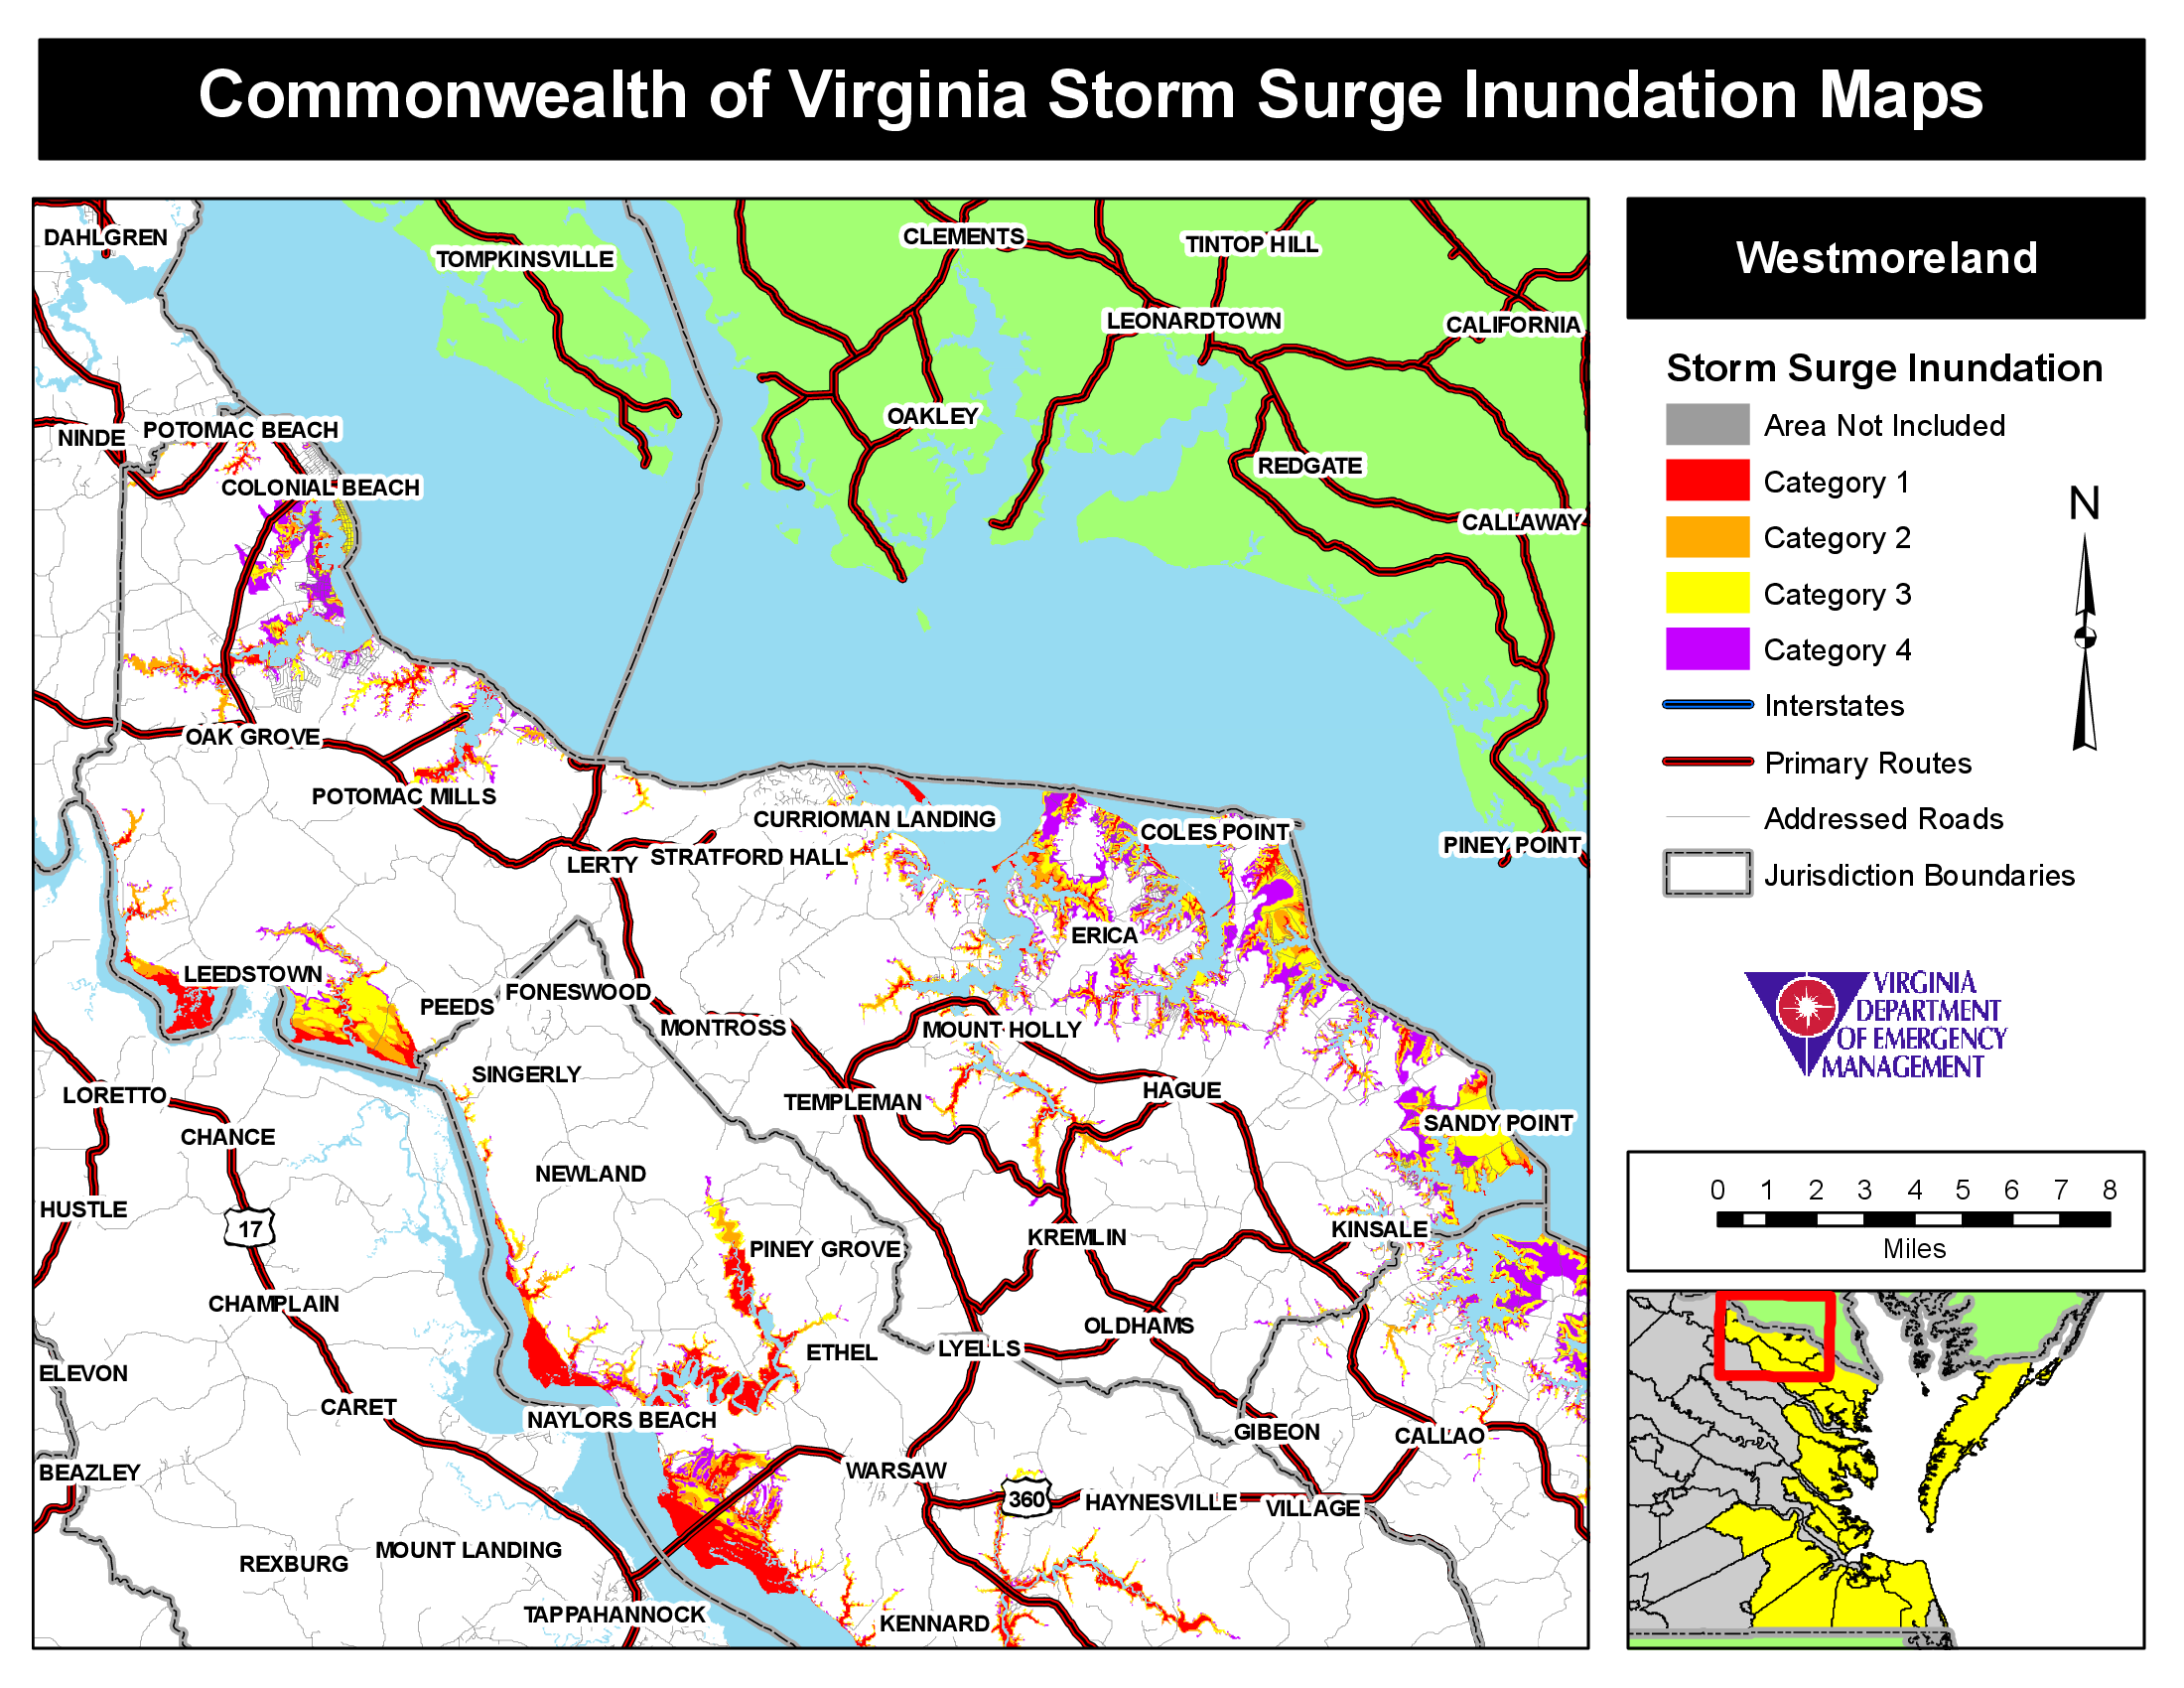 Commonwealth of Virginia Storm Surge Inundation Maps
DAHLGREN
TOMPKINSVILLE
CLEMENTS
TINTOP HILL
LEONARDTOWN
CALIFORNIA
OAKLEY
NINDE
POTOMAC BEACH
REDGATE
COLONIAL BEACH
CALLAWAY
OAK GROVE
POTOMAC MILLS
CURRIOMAN LANDING
COLES POINT
PINEY POINT
LERTY
STRATFORD HALL
ERICA
LEEDSTOWN
PEEDS
FONESWOOD
MONTROSS
MOUNT HOLLY
SINGERLY
LORETTO
TEMPLEMAN
HAGUE
SANDY POINT
CHANCE
NEWLAND
HUSTLE
17
PINEY GROVE
KREMLIN
KINSALE
CHAMPLAIN
OLDHAMS
ETHEL
LYELLS
ELEVON
CARET
NAYLORS BEACH
GIBEON
CALLAO
BEAZLEY
WARSAW
360
HAYNESVILLE
VILLAGE
REXBURG
MOUNT LANDING
TAPPAHANNOCK
KENNARD
Westmoreland
Storm Surge Inundation
Area Not Included
Category 1
Category 2
Category 3
Category 4
Interstates
Primary Routes
Addressed Roads
Jurisdiction Boundaries
N
VIRGINIA
DEPARTMENT
OF EMERGENCY
MANAGEMENT
0 1 2 3 4 5 6 7 8
Miles